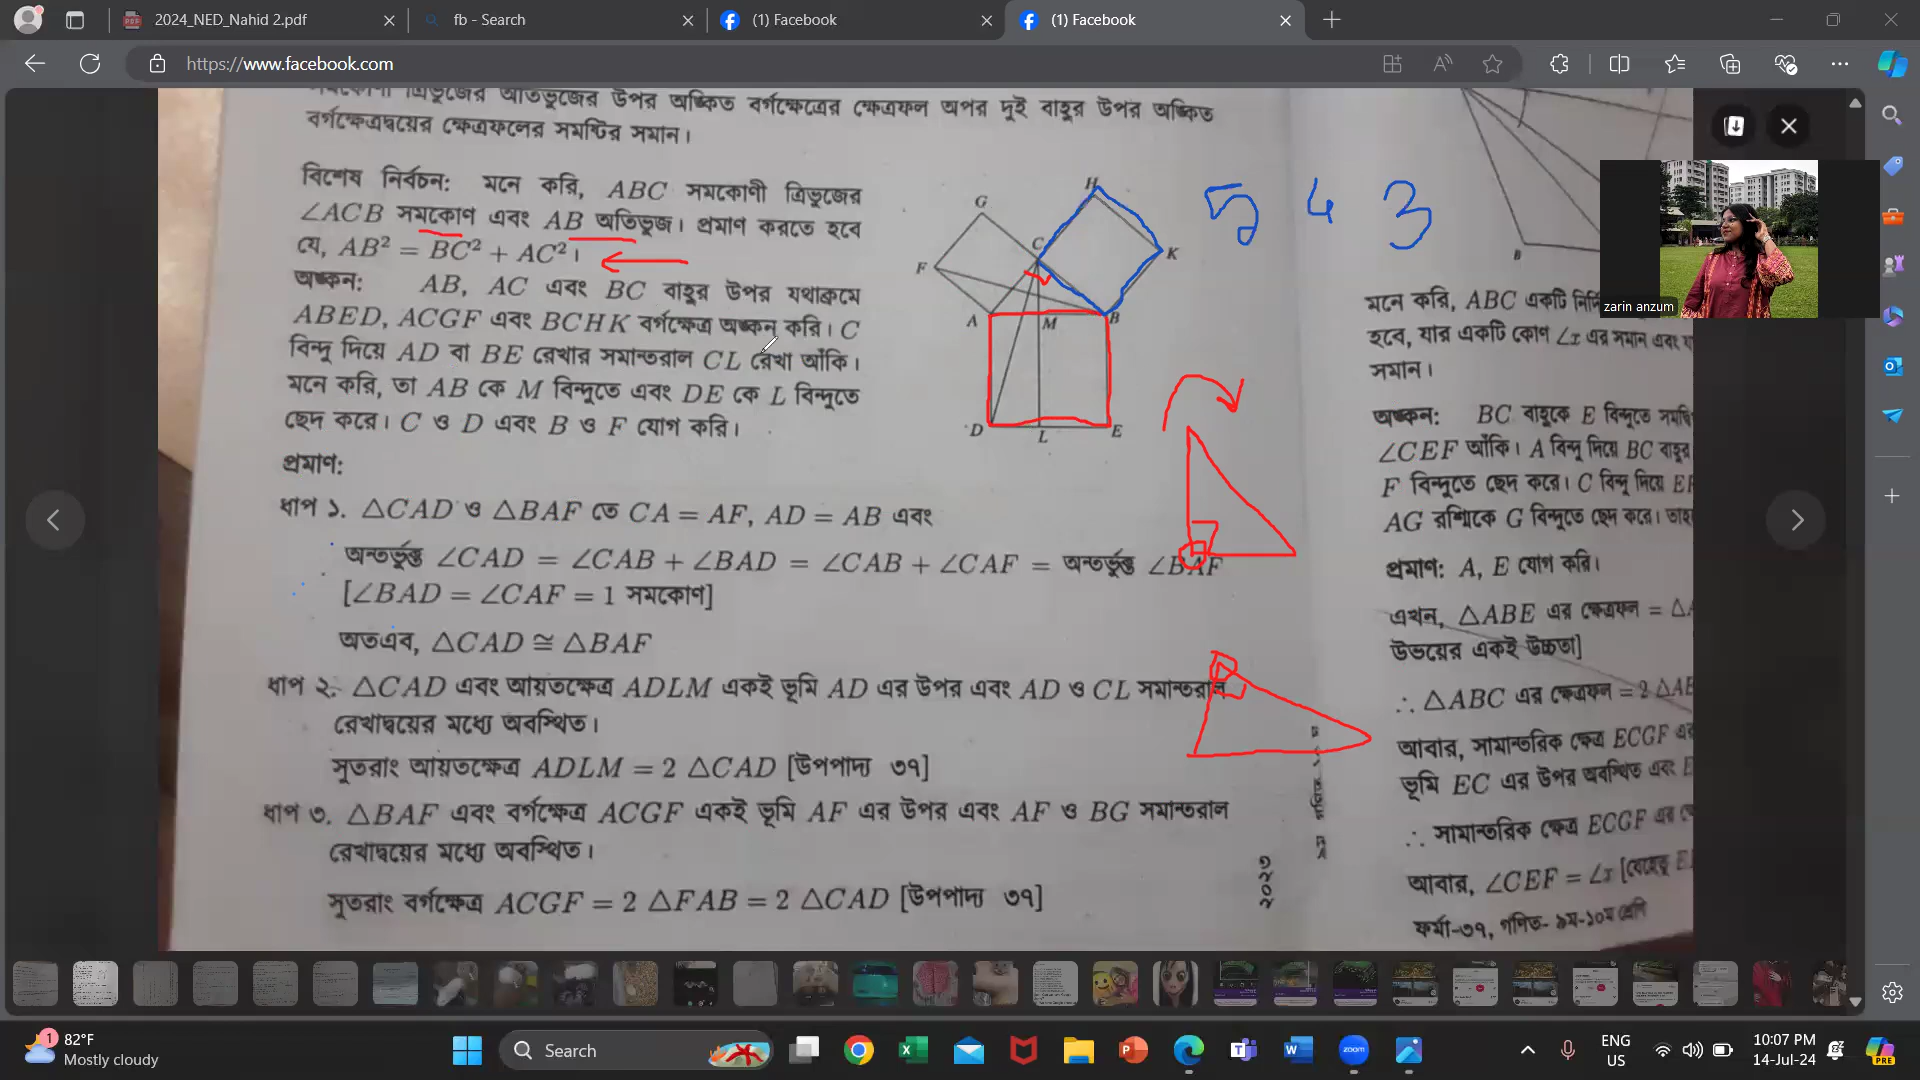 2024_NED_Nahid 2.pdf
fb - Search
(1) Facebook
(1) Facebook
https://www.facebook.com
সমকোণী ত্রিভুজের অতিভুজের উপর অঙ্কিত বর্গক্ষেত্রের ক্ষেত্রফল অপর দুই বাহুর উপর অঙ্কিত
বর্গক্ষেত্রদ্বয়ের ক্ষেত্রফলের সমষ্টির সমান।
বিশেষ নির্বচন: মনে করি, ABC সমকোণী ত্রিভুজের
∠ACB সমকোণ এবং AB অতিভুজ। প্রমাণ করতে হবে
যে, AB² = BC² + AC²।
অঙ্কন: AB, AC এবং BC বাহুর উপর যথাক্রমে
ABED, ACGF এবং BCHK বর্গক্ষেত্র অঙ্কন করি। C
বিন্দু দিয়ে AD বা BE রেখার সমান্তরাল CL রেখা আঁকি।
মনে করি, তা AB কে M বিন্দুতে এবং DE কে L বিন্দুতে
ছেদ করে। C ও D এবং B ও F যোগ করি।
G
H
C
K
F
A
M
B
D
L
E
5 4 3
প্রমাণ:
ধাপ ১. △CAD ও △BAF তে CA = AF, AD = AB এবং
অন্তর্ভুক্ত ∠CAD = ∠CAB + ∠BAD = ∠CAB + ∠CAF = অন্তর্ভুক্ত ∠BAF
[∠BAD = ∠CAF = 1 সমকোণ]
অতএব, △CAD ≅ △BAF
ধাপ ২. △CAD এবং আয়তক্ষেত্র ADLM একই ভূমি AD এর উপর এবং AD ও CL সমান্তরাল
রেখাদ্বয়ের মধ্যে অবস্থিত।
সুতরাং আয়তক্ষেত্র ADLM = 2 △CAD [উপপাদ্য ৩৭]
ধাপ ৩. △BAF এবং বর্গক্ষেত্র ACGF একই ভূমি AF এর উপর এবং AF ও BG সমান্তরাল
রেখাদ্বয়ের মধ্যে অবস্থিত।
সুতরাং বর্গক্ষেত্র ACGF = 2 △FAB = 2 △CAD [উপপাদ্য ৩৭]
B
zarin anzum
মনে করি, ABC একটি
হবে, যার একটি কোণ ∠x এর সমান এবং
সমান।
অঙ্কন: BC বাহুকে E বিন্দুতে
∠CEF আঁকি। A বিন্দু দিয়ে BC বাহুর
F বিন্দুতে ছেদ করে। C বিন্দু দিয়ে
AG রশ্মিকে G বিন্দুতে ছেদ করে।
প্রমাণ: A, E যোগ করি।
এখন, △ABE এর ক্ষেত্রফল =
উভয়ের একই উচ্চতা]
∴ △ABC এর ক্ষেত্রফল = 2
আবার, সামান্তরিক ক্ষেত্র ECGF এর
ভূমি EC এর উপর অবস্থিত এবং
∴ সামান্তরিক ক্ষেত্র ECGF এর
আবার, ∠CEF = ∠x [যেহেতু
ফর্মা-৩৭, গণিত- ৯ম-১০ম শ্রেণি
1
82°F
Mostly cloudy
Search
zoom
ENG
US
10:07 PM
14-Jul-24
PRE